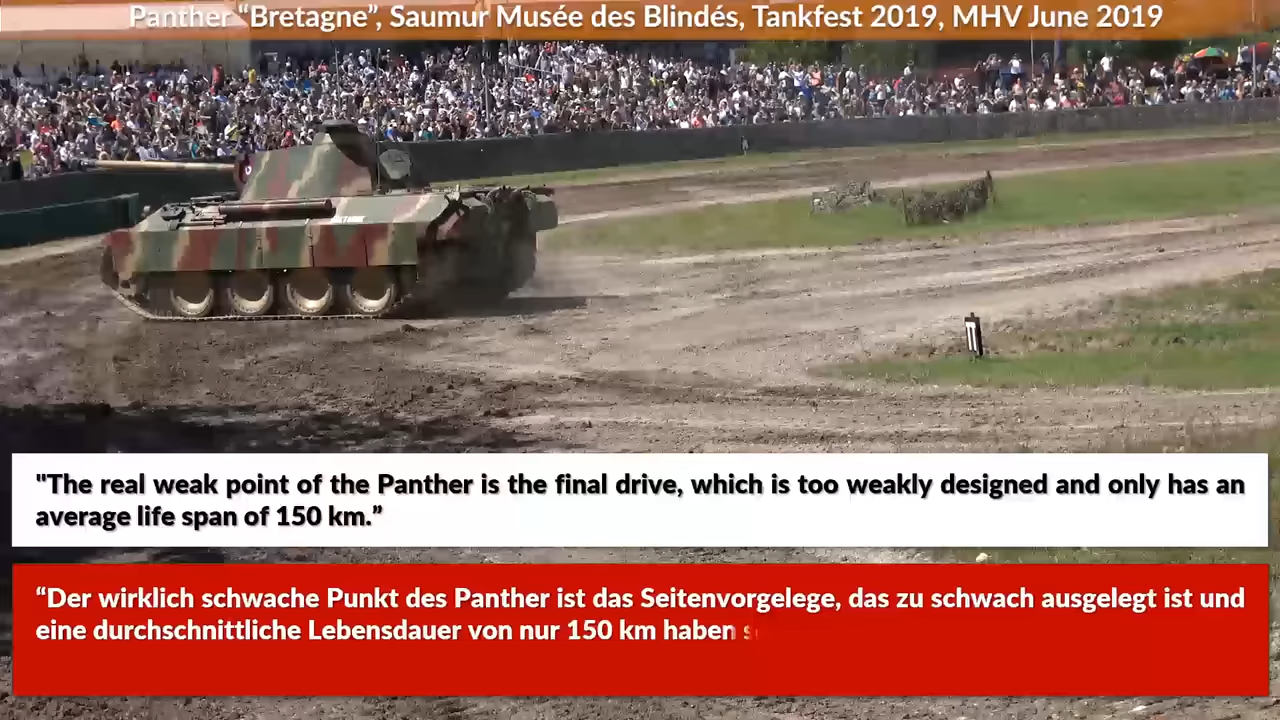 Panther “Bretagne”, Saumur Musée des Blindés, Tankfest 2019, MHV June 2019
"The real weak point of the Panther is the final drive, which is too weakly designed and only has an
average life span of 150 km.”
“Der wirklich schwache Punkt des Panther ist das Seitenvorgelege, das zu schwach ausgelegt ist und
eine durchschnittliche Lebensdauer von nur 150 km haben